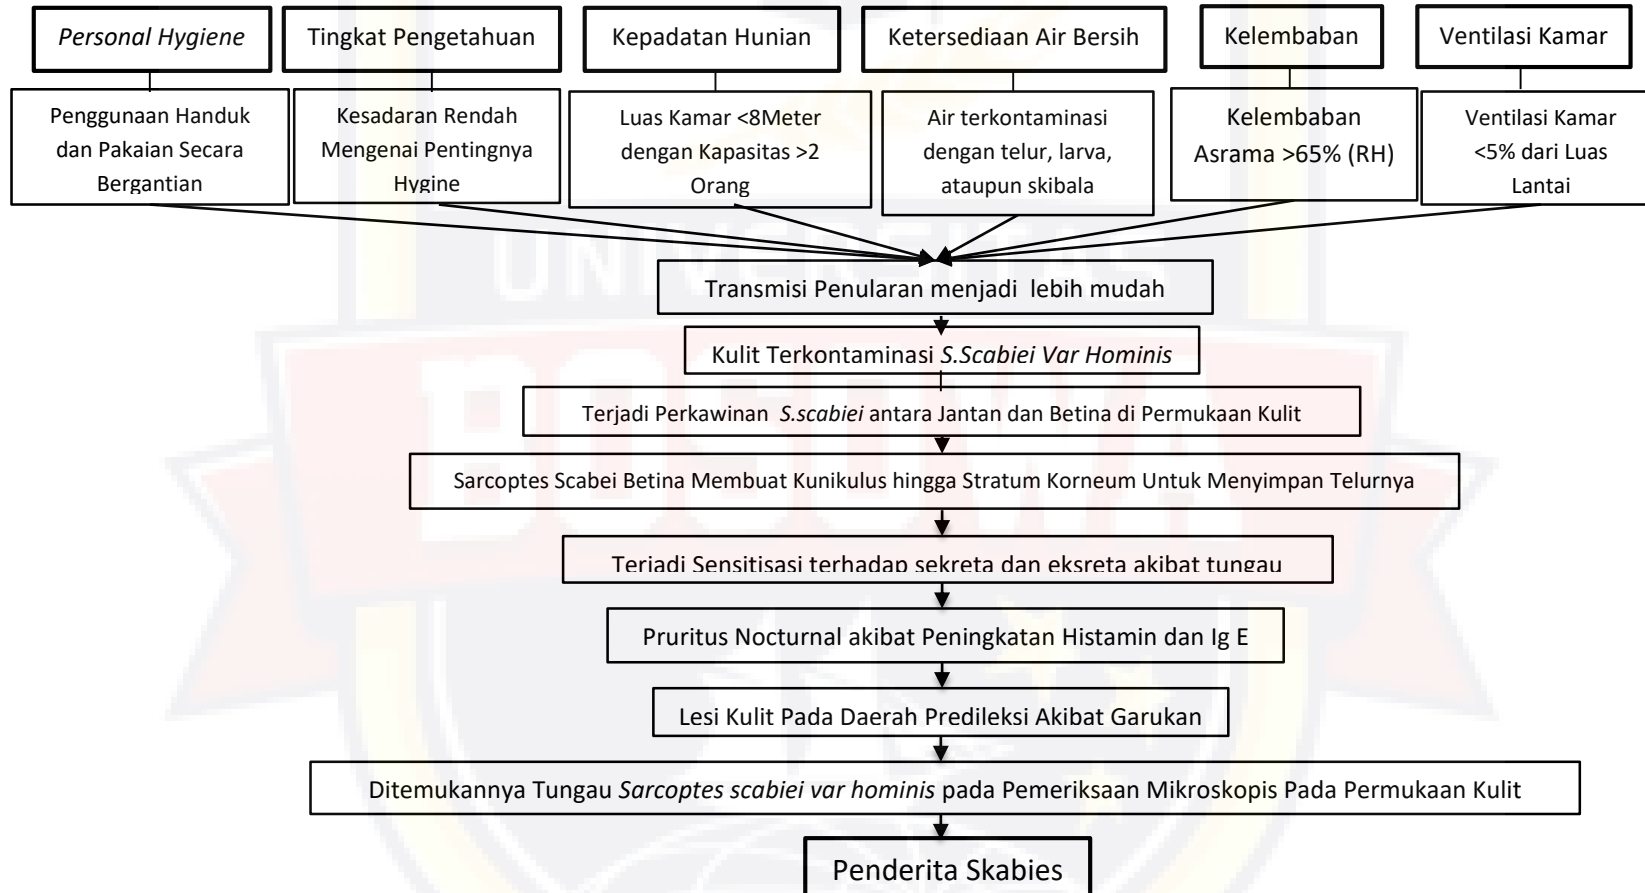 Personal Hygiene
Tingkat Pengetahuan
Kepadatan Hunian
Ketersediaan Air Bersih
Kelembaban
Ventilasi Kamar
Penggunaan Handuk
dan Pakaian Secara
Bergantian
Kesadaran Rendah
Mengenai Pentingnya
Hygine
Luas Kamar <8Meter
dengan Kapasitas >2
Orang
Air terkontaminasi
dengan telur, larva,
ataupun skibala
Kelembaban
Asrama >65% (RH)
Ventilasi Kamar
<5% dari Luas
Lantai
UNIVERSITAS
BOSOWA
Transmisi Penularan menjadi lebih mudah
Kulit Terkontaminasi S.Scabiei Var Hominis
Terjadi Perkawinan S.scabiei antara Jantan dan Betina di Permukaan Kulit
Sarcoptes Scabei Betina Membuat Kunikulus hingga Stratum Korneum Untuk Menyimpan Telurnya
Terjadi Sensitisasi terhadap sekreta dan eksreta akibat tungau
Pruritus Nocturnal akibat Peningkatan Histamin dan Ig E
Lesi Kulit Pada Daerah Predileksi Akibat Garukan
Ditemukannya Tungau Sarcoptes scabiei var hominis pada Pemeriksaan Mikroskopis Pada Permukaan Kulit
Penderita Skabies